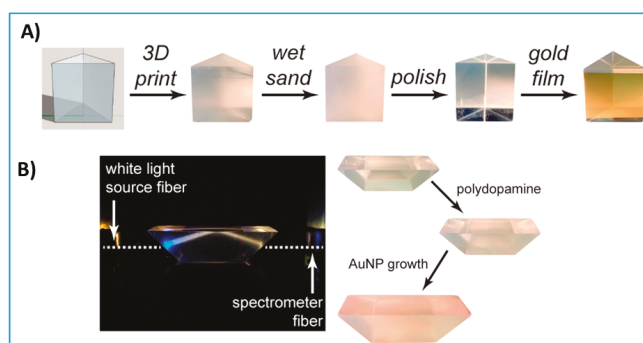 A)
3D
print
wet
sand
polish
gold
film
B)
white light
source fiber
spectrometer
fiber
polydopamine
AuNP growth